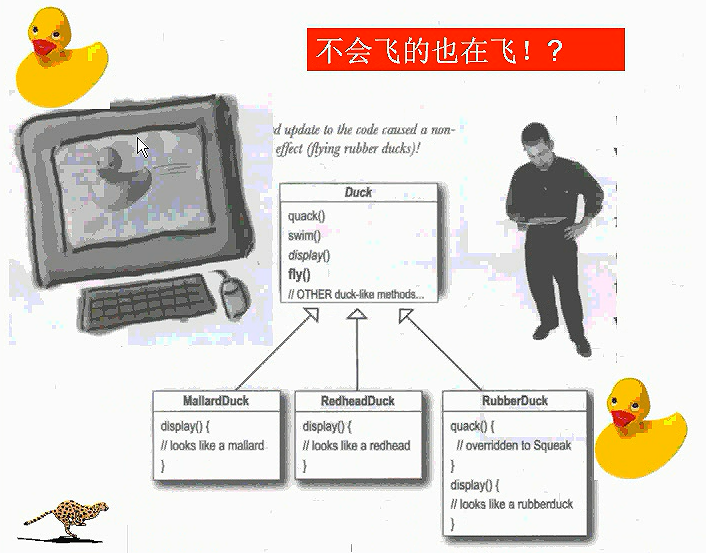 不会飞的也在飞！？
d update to the code caused a non-
effect (flying rubber ducks)!
Duck
quack()
swim()
display()
fly()
// OTHER duck-like methods...
MallardDuck
display() {
// looks like a mallard
}
RedheadDuck
display() {
// looks like a redhead
}
RubberDuck
quack() {
// overridden to Squeak
}
display() {
// looks like a rubberduck
}